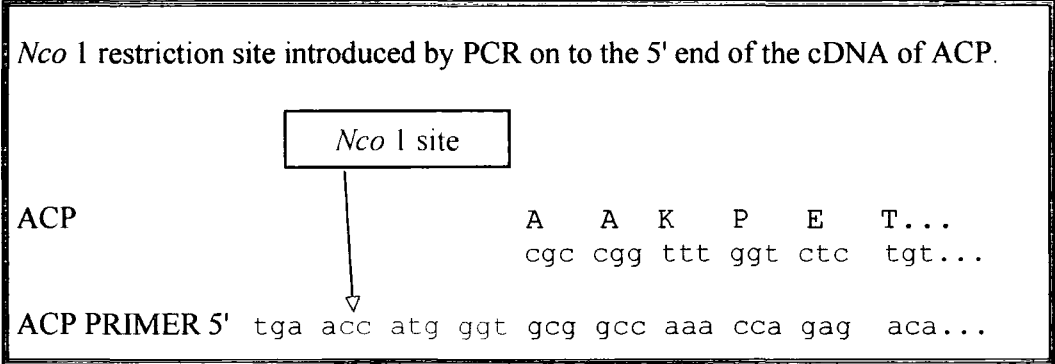 Nco 1 restriction site introduced by PCR on to the 5' end of the cDNA of ACP.
Nco 1 site
ACP A A K P E T...
cgc cgg ttt ggt ctc tgt...
ACP PRIMER 5' tga acc atg ggt gcg gcc aaa cca gag aca...